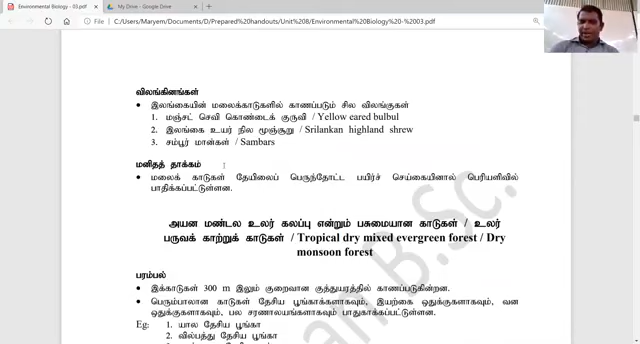 Environmental Biology - 03.pdf
My Drive - Google Drive
File | C:/Users/Maryem/Documents/D/Prepared%20handouts/Unit%208/Environmental%20Biology%20-%2003.pdf
விலங்கினங்கள்
• இலங்கையின் மலைக்காடுகளில் காணப்படும் சில விலங்குகள்
1. மஞ்சட் செவி கொண்டைக் குருவி / Yellow eared bulbul
2. இலங்கை உயர் நில மூஞ்சூறு / Srilankan highland shrew
3. சம்பூர் மான்கள் / Sambars
மனிதத் தாக்கம்
• மலைக் காடுகள் தேயிலைப் பெருந்தோட்ட பயிர்ச் செய்கையினால் பெரியளிவில்
பாதிக்கப்பட்டுள்ளன.
அயன மண்டல உலர் கலப்பு என்றும் பசுமையான காடுகள் / உலர்
பருவக் காற்றுக் காடுகள் / Tropical dry mixed evergreen forest / Dry
monsoon forest
பரம்பல்
• இக்காடுகள் 300 m இலும் குறைவான குத்துயரத்தில் காணப்படுகின்றன.
• பெரும்பாலான காடுகள் தேசிய பூங்காக்களாகவும், இயற்கை ஒதுக்குகளாகவும், வன
ஒதுக்குகளாகவும், பல சரணாலயங்களாகவும் பாதுகாக்கப்பட்டுள்ளன.
Eg: 1. யால தேசிய பூங்கா
2. வில்பத்து தேசிய பூங்கா
an B.Sc